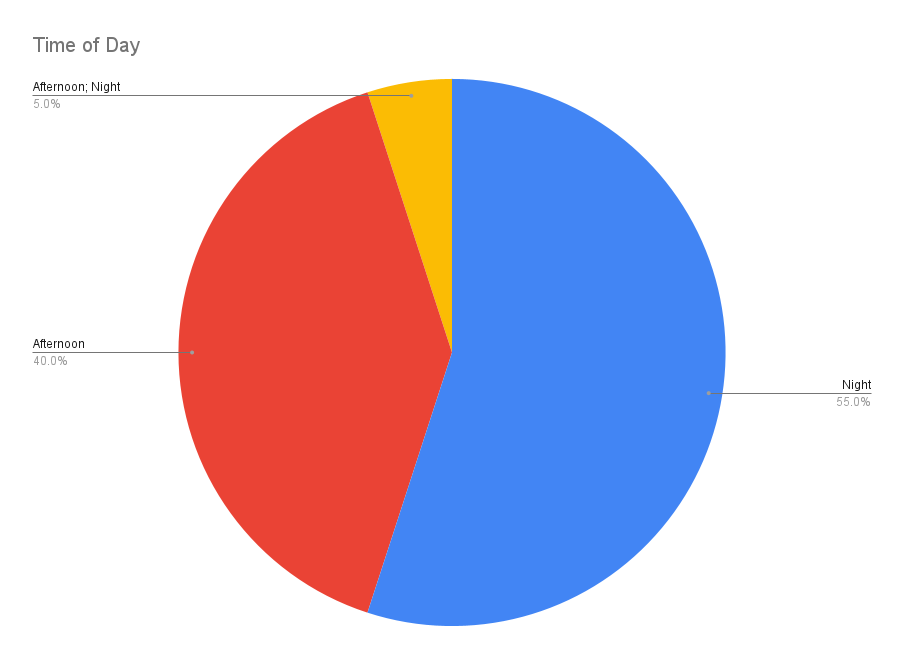 Time of Day
Afternoon; Night
5.0%
Afternoon
40.0%
Night
55.0%